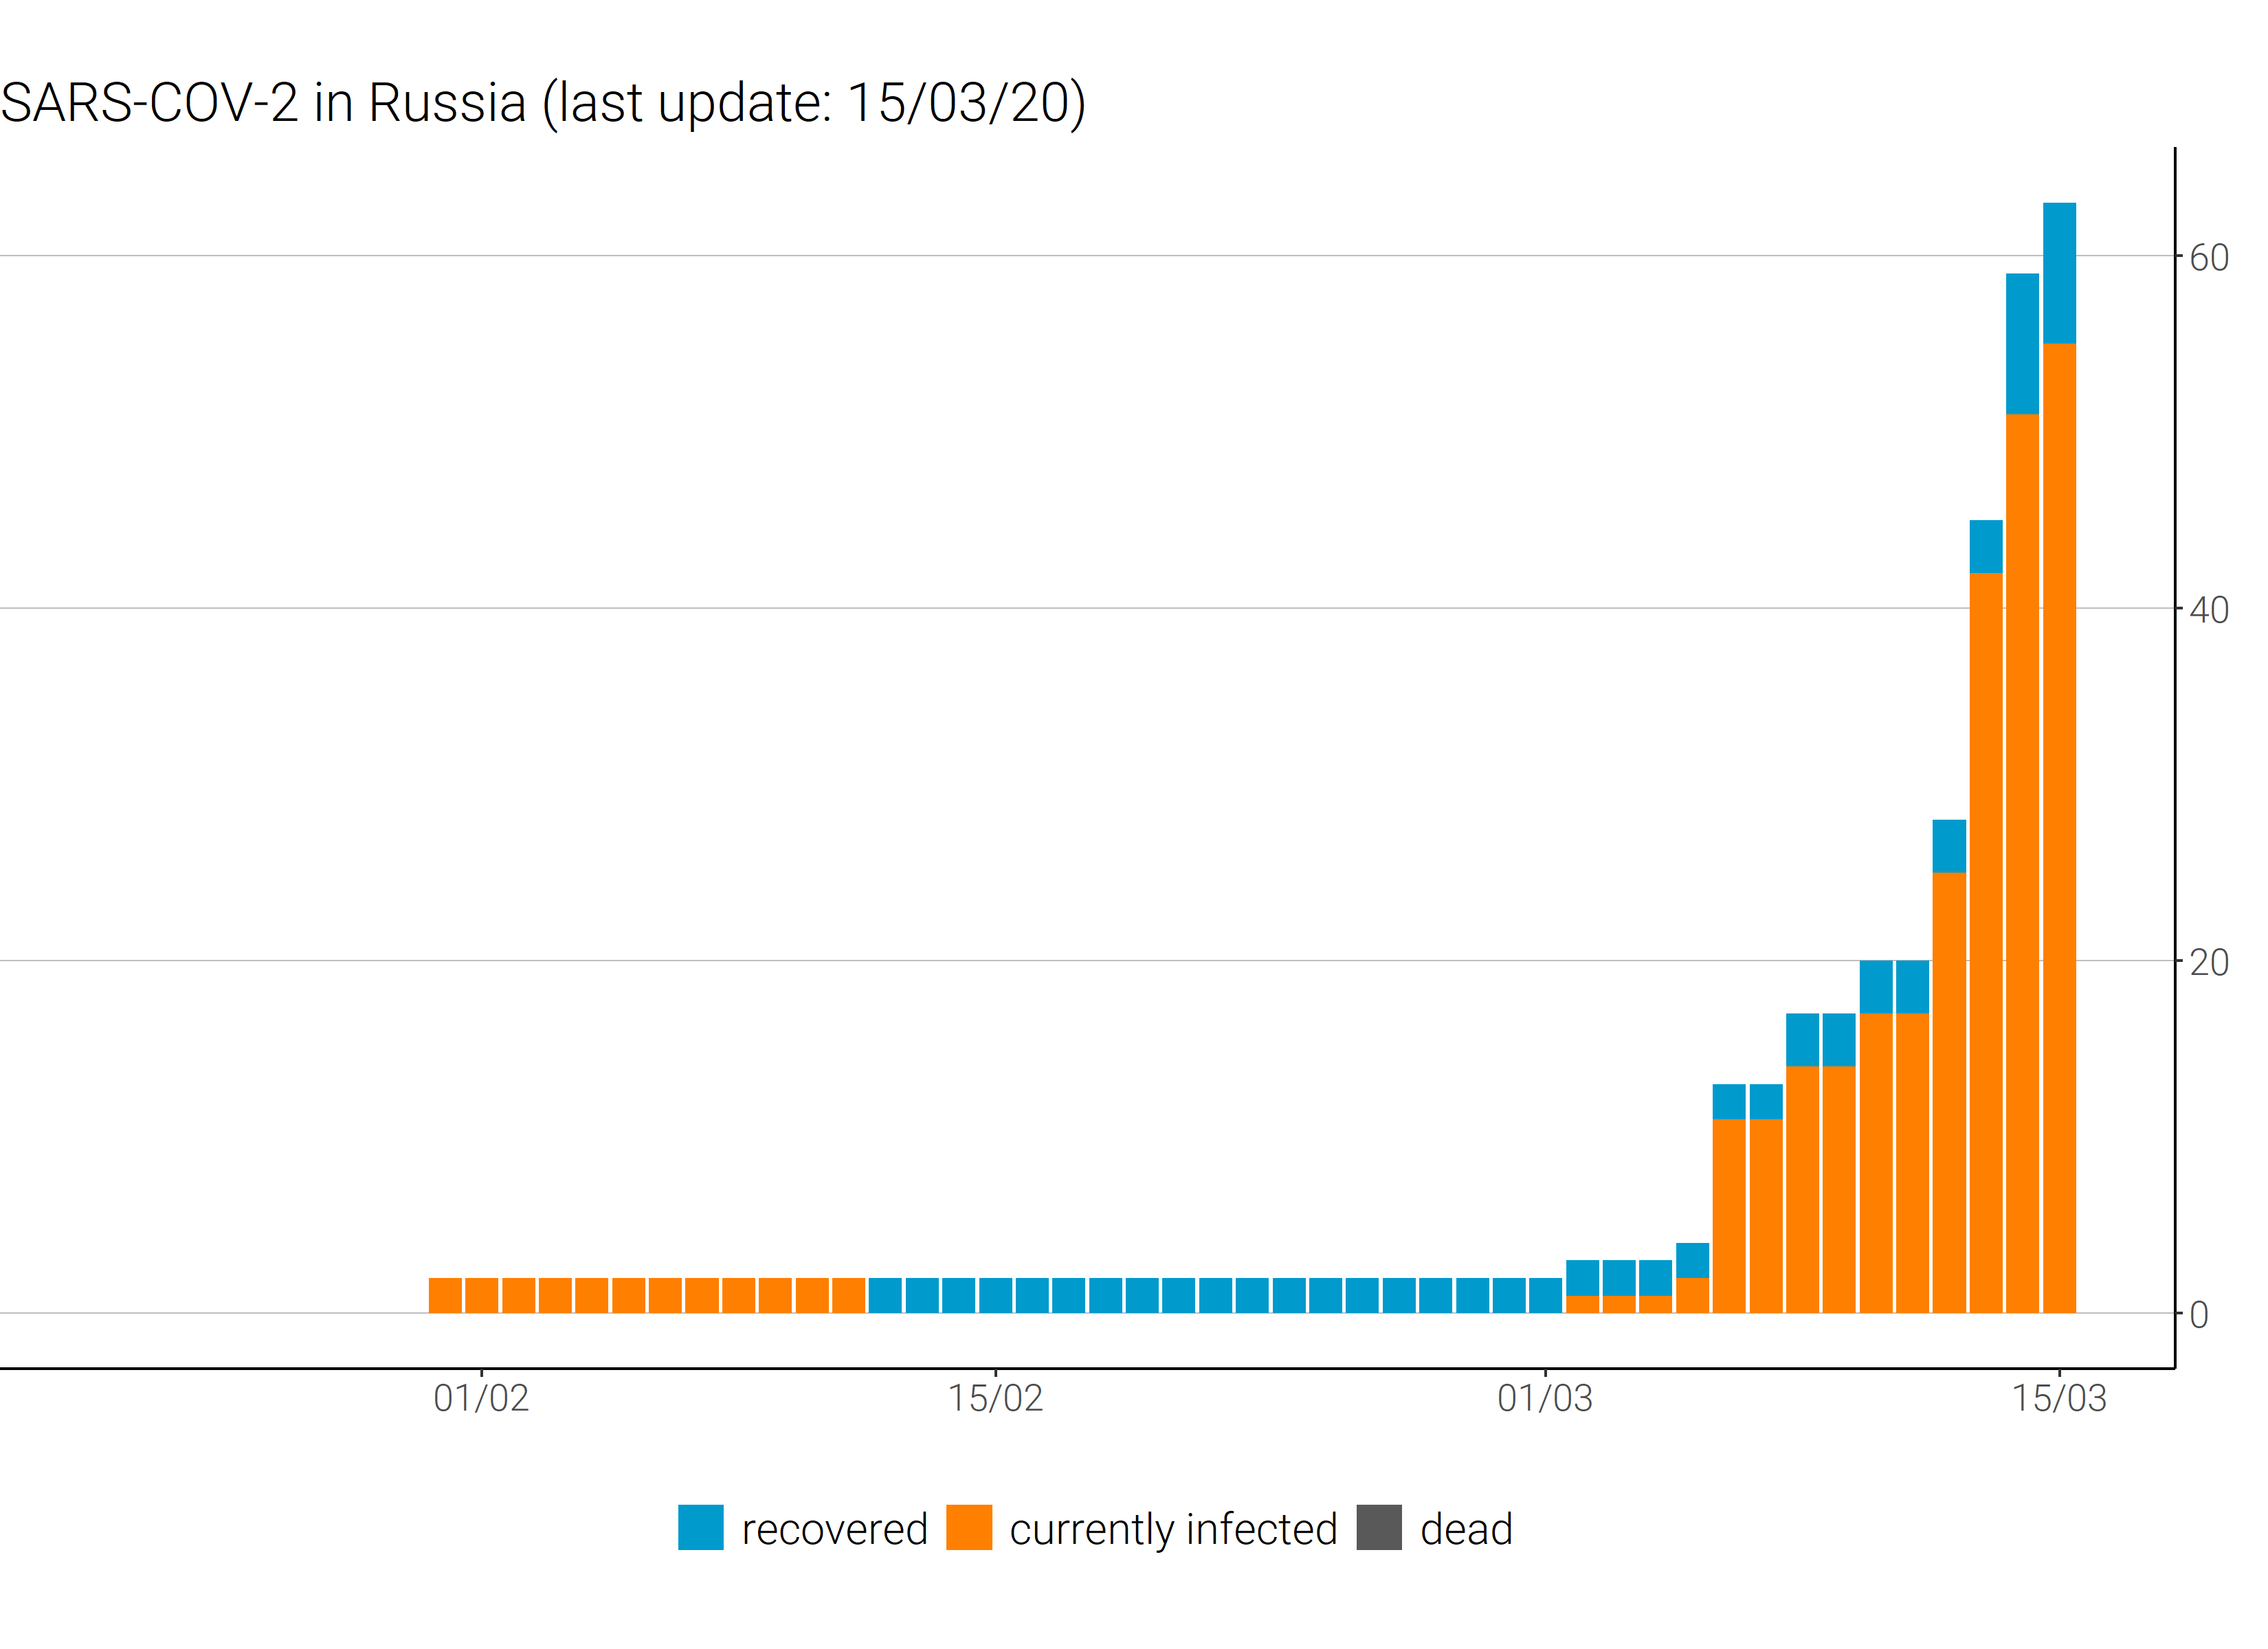 SARS-COV-2 in Russia (last update: 15/03/20)
60
40
20
0
01/02 15/02 01/03 15/03
recovered currently infected dead